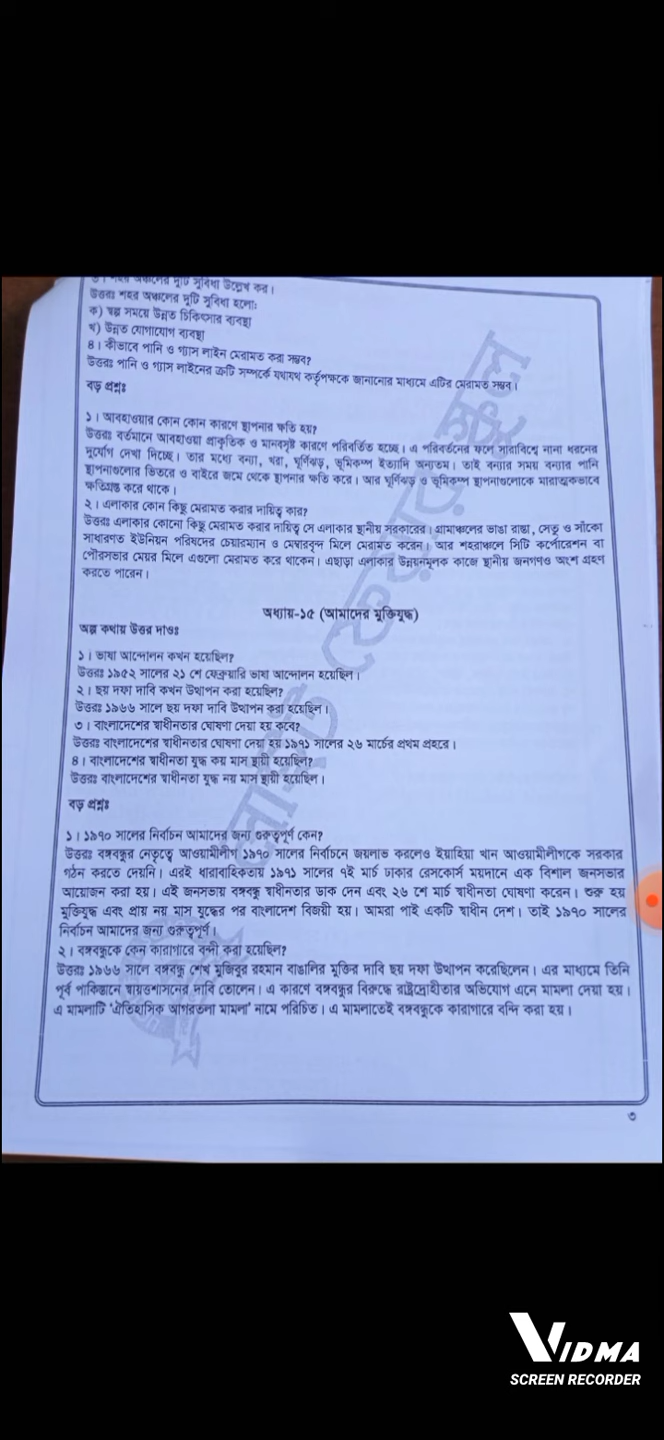 ৩। শহর অঞ্চলের দুটি সুবিধা উল্লেখ কর।
উত্তরঃ শহর অঞ্চলের দুটি সুবিধা হলো:
ক) স্বল্প সময়ে উন্নত চিকিৎসার ব্যবস্থা
খ) উন্নত যোগাযোগ ব্যবস্থা
৪। কীভাবে পানি ও গ্যাস লাইন মেরামত করা সম্ভব?
উত্তরঃ পানি ও গ্যাস লাইনের ত্রুটি সম্পর্কে যথাযথ কর্তৃপক্ষকে জানানোর মাধ্যমে এটির মেরামত সম্ভব।
বড় প্রশ্নঃ
১। আবহাওয়ার কোন কোন কারণে স্থাপনার ক্ষতি হয়?
উত্তরঃ বর্তমানে আবহাওয়া প্রাকৃতিক ও মানবসৃষ্ট কারণে পরিবর্তিত হচ্ছে। এ পরিবর্তনের ফলে সারাবিশ্বে নানা ধরনের
দুর্যোগ দেখা দিচ্ছে। তার মধ্যে বন্যা, খরা, ঘূর্ণিঝড়, ভূমিকম্প ইত্যাদি অন্যতম। তাই বন্যার সময় বন্যার পানি
স্থাপনাগুলোর ভিতরে ও বাইরে জমে থেকে স্থাপনার ক্ষতি করে। আর ঘূর্ণিঝড় ও ভূমিকম্প স্থাপনাগুলোকে মারাত্মকভাবে
ক্ষতিগ্রস্ত করে থাকে।
২। এলাকার কোন কিছু মেরামত করার দায়িত্ব কার?
উত্তরঃ এলাকার কোনো কিছু মেরামত করার দায়িত্ব সে এলাকার স্থানীয় সরকারের। গ্রামাঞ্চলের ভাঙা রাস্তা, সেতু ও সাঁকো
সাধারণত ইউনিয়ন পরিষদের চেয়ারম্যান ও মেম্বারবৃন্দ মিলে মেরামত করেন। আর শহরাঞ্চলে সিটি কর্পোরেশন বা
পৌরসভার মেয়র মিলে এগুলো মেরামত করে থাকেন। এছাড়া এলাকার উন্নয়নমূলক কাজে স্থানীয় জনগণও অংশ গ্রহণ
করতে পারেন।
অধ্যায়-১৫ (আমাদের মুক্তিযুদ্ধ)
অল্প কথায় উত্তর দাওঃ
১। ভাষা আন্দোলন কখন হয়েছিল?
উত্তরঃ ১৯৫২ সালের ২১ শে ফেব্রুয়ারি ভাষা আন্দোলন হয়েছিল।
২। ছয় দফা দাবি কখন উত্থাপন করা হয়েছিল?
উত্তরঃ ১৯৬৬ সালে ছয় দফা দাবি উত্থাপন করা হয়েছিল।
৩। বাংলাদেশের স্বাধীনতার ঘোষণা দেয়া হয় কবে?
উত্তরঃ বাংলাদেশের স্বাধীনতার ঘোষণা দেয়া হয় ১৯৭১ সালের ২৬ মার্চের প্রথম প্রহরে।
৪। বাংলাদেশের স্বাধীনতা যুদ্ধ কয় মাস স্থায়ী হয়েছিল?
উত্তরঃ বাংলাদেশের স্বাধীনতা যুদ্ধ নয় মাস স্থায়ী হয়েছিল।
বড় প্রশ্নঃ
১। ১৯৭০ সালের নির্বাচন আমাদের জন্য গুরুত্বপূর্ণ কেন?
উত্তরঃ বঙ্গবন্ধুর নেতৃত্বে আওয়ামীলীগ ১৯৭০ সালের নির্বাচনে জয়লাভ করলেও ইয়াহিয়া খান আওয়ামীলীগকে সরকার
গঠন করতে দেয়নি। এরই ধারাবাহিকতায় ১৯৭১ সালের ৭ই মার্চ ঢাকার রেসকোর্স ময়দানে এক বিশাল জনসভার
আয়োজন করা হয়। এই জনসভায় বঙ্গবন্ধু স্বাধীনতার ডাক দেন এবং ২৬ শে মার্চ স্বাধীনতা ঘোষণা করেন। শুরু হয়
মুক্তিযুদ্ধ এবং প্রায় নয় মাস যুদ্ধের পর বাংলাদেশ বিজয়ী হয়। আমরা পাই একটি স্বাধীন দেশ। তাই ১৯৭০ সালের
নির্বাচন আমাদের জন্য গুরুত্বপূর্ণ।
২। বঙ্গবন্ধুকে কেন কারাগারে বন্দী করা হয়েছিল?
উত্তরঃ ১৯৬৬ সালে বঙ্গবন্ধু শেখ মুজিবুর রহমান বাঙালির মুক্তির দাবি ছয় দফা উত্থাপন করেছিলেন। এর মাধ্যমে তিনি
পূর্ব পাকিস্তানে স্বায়ত্তশাসনের দাবি তোলেন। এ কারণে বঙ্গবন্ধুর বিরুদ্ধে রাষ্ট্রদ্রোহীতার অভিযোগ এনে মামলা দেয়া হয়।
এ মামলাটি 'ঐতিহাসিক আগরতলা মামলা' নামে পরিচিত। এ মামলাতেই বঙ্গবন্ধুকে কারাগারে বন্দি করা হয়।
৩
VIDMA
SCREEN RECORDER